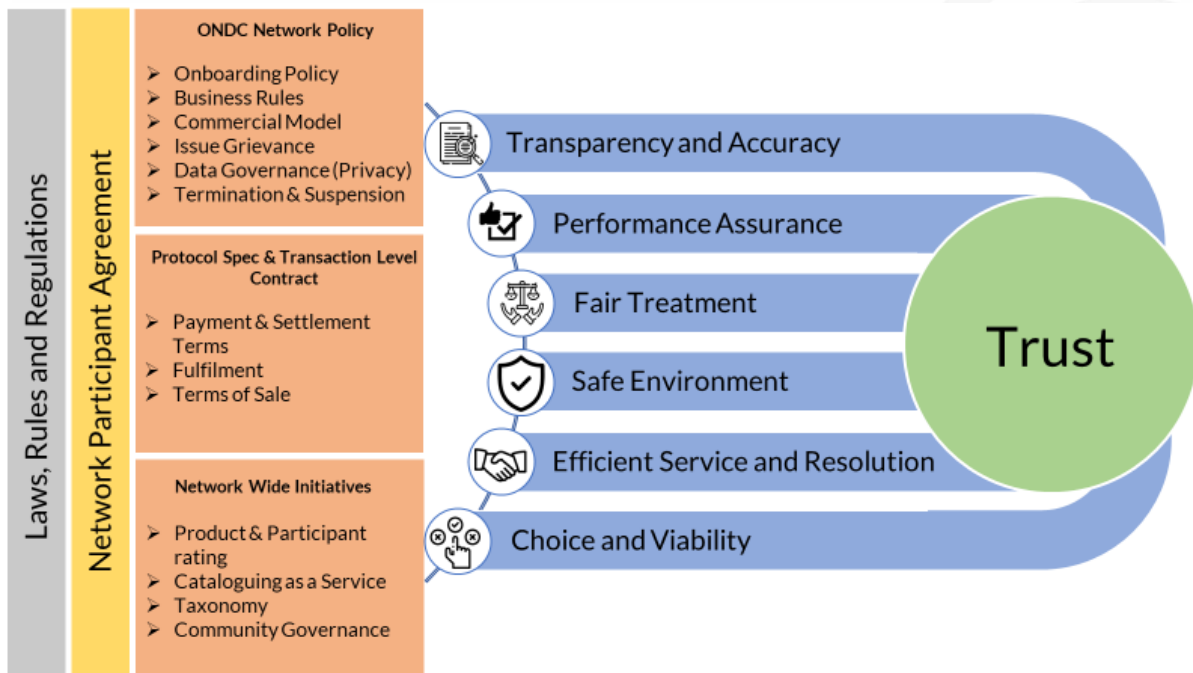 Laws, Rules and Regulations
Network Participant Agreement
ONDC Network Policy
➢ Onboarding Policy
➢ Business Rules
➢ Commercial Model
➢ Issue Grievance
➢ Data Governance (Privacy)
➢ Termination & Suspension
Protocol Spec & Transaction Level
Contract
➢ Payment & Settlement
Terms
➢ Fulfilment
➢ Terms of Sale
Network Wide Initiatives
➢ Product & Participant
rating
➢ Cataloguing as a Service
➢ Taxonomy
➢ Community Governance
Transparency and Accuracy
Performance Assurance
Fair Treatment
Safe Environment
Efficient Service and Resolution
Choice and Viability
Trust